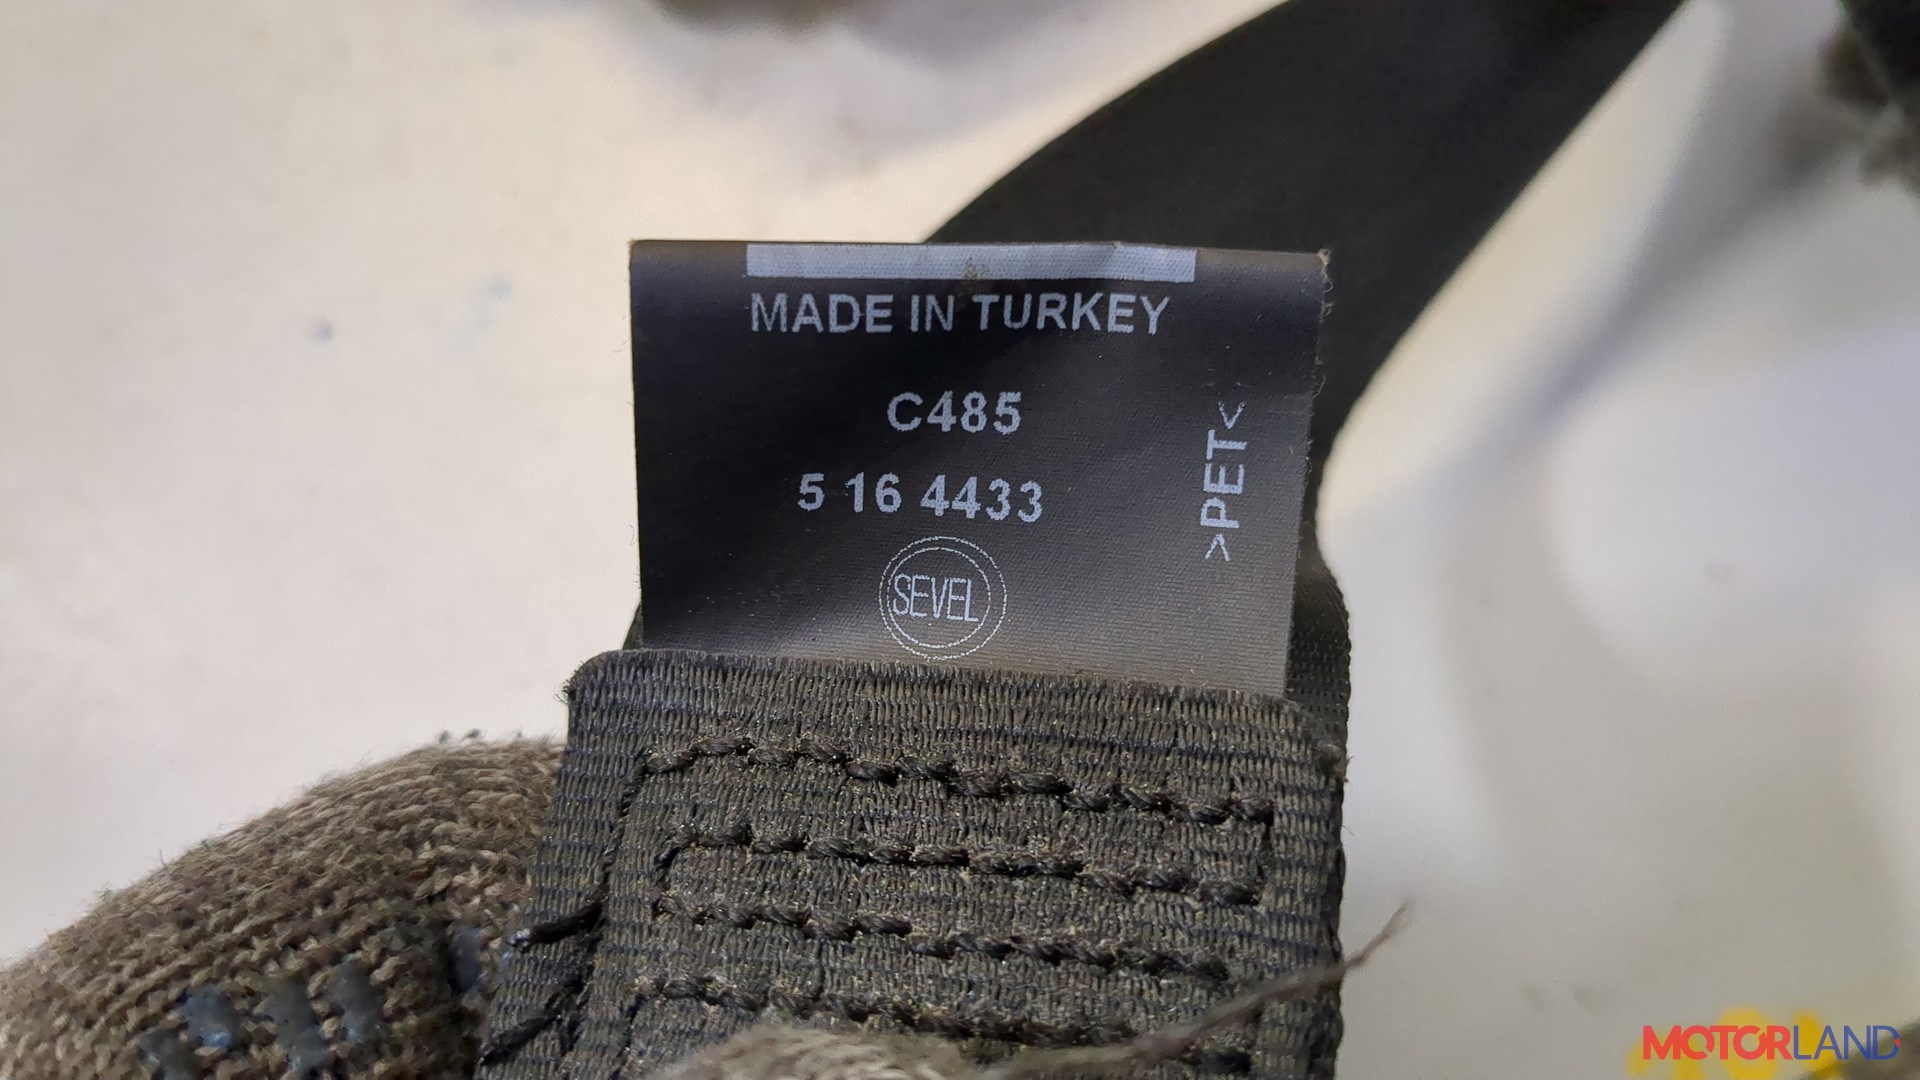 MADE IN TURKEY
C485
5 16 4433
>PET<
SEVEL
MOTORLAND